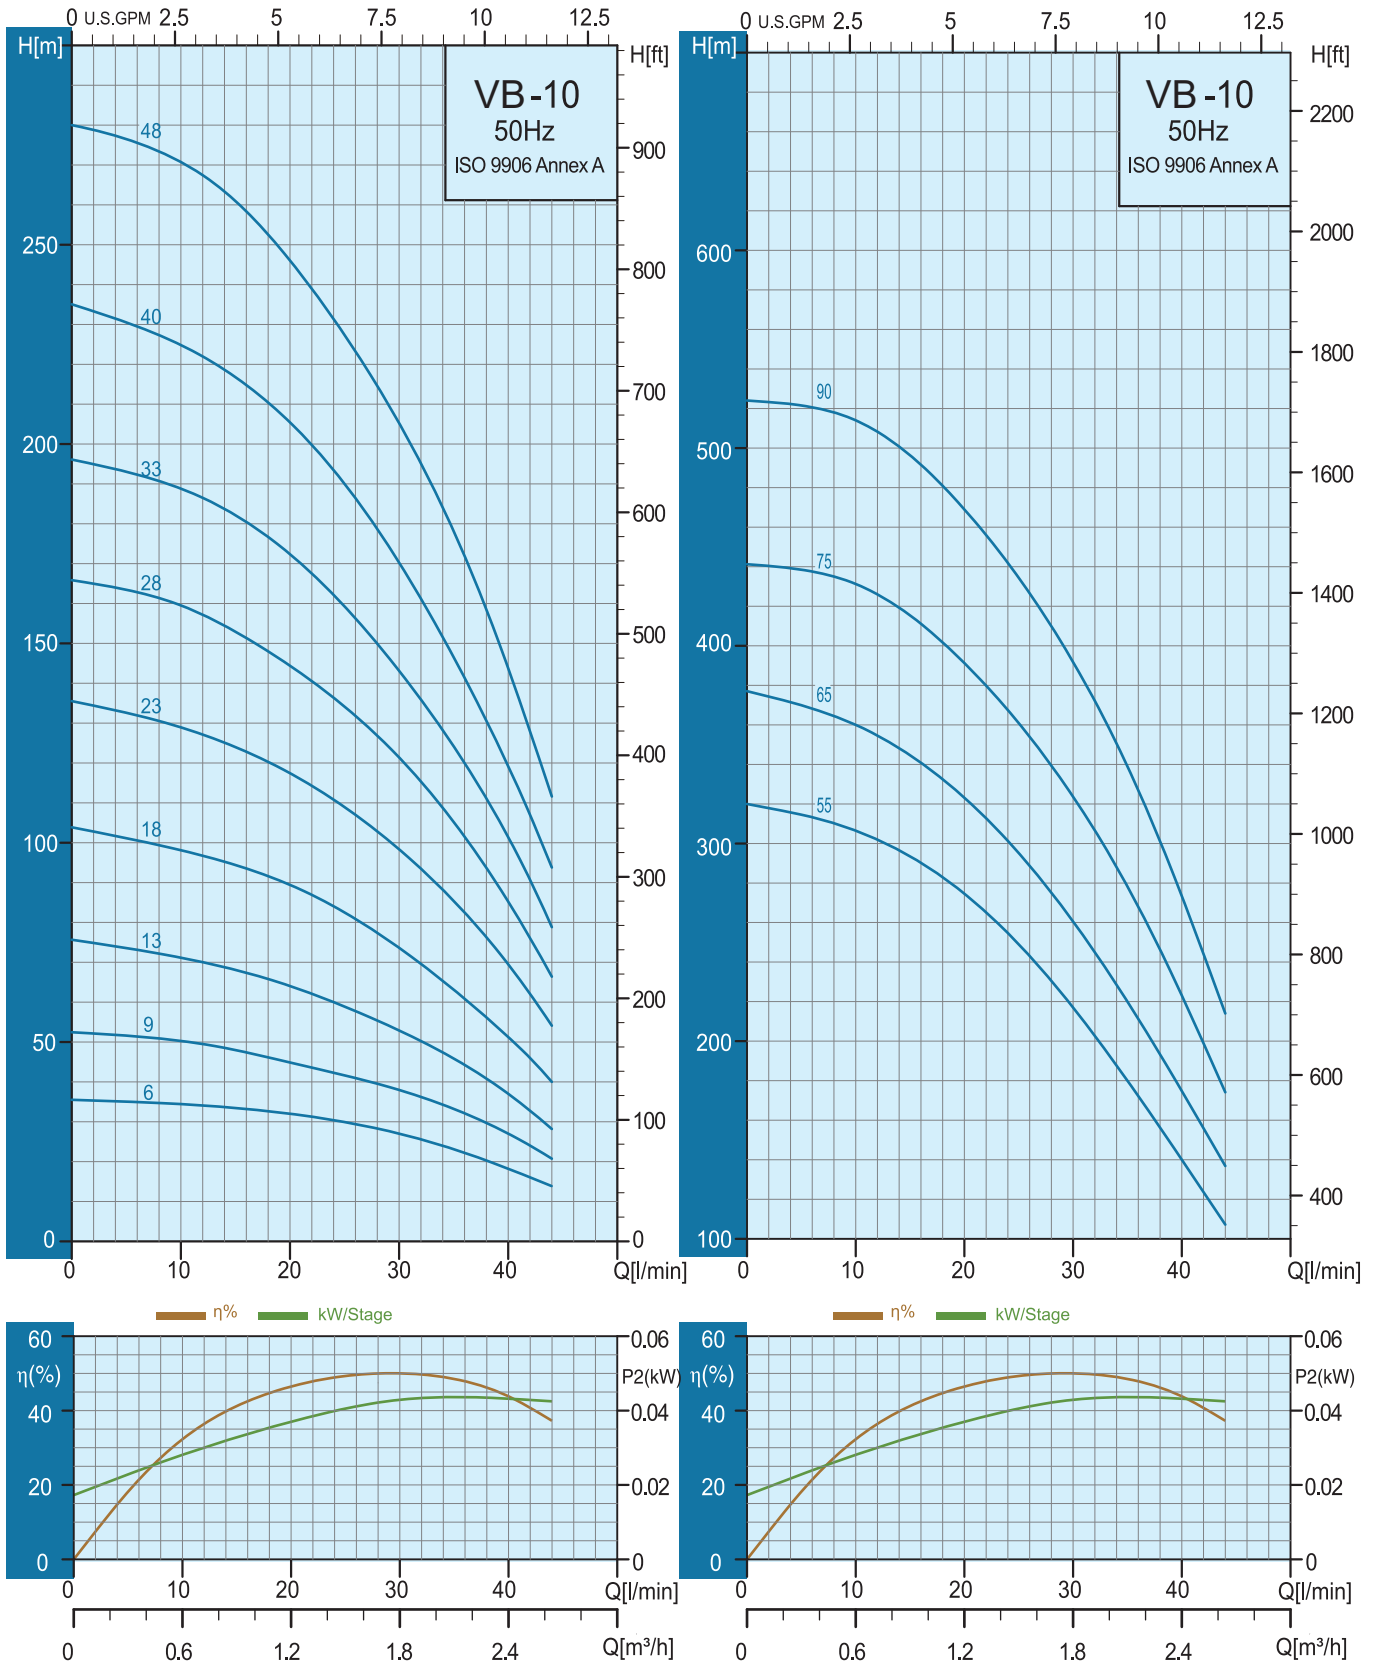 0 U.S.GPM 2.5 5 7.5 10 12.5
H[m]
H[ft]
VB-10
50Hz
ISO 9906 Annex A
48
900
250
800
40
700
200
33
600
28
150
500
23
400
18
100
300
13
200
9
50
6
100
0
0
0 10 20 30 40 Q[l/min]
η% kW/Stage
60
0.06
η(%)
P2(kW)
40
0.04
20
0.02
0
0
0 10 20 30 40 Q[l/min]
0 0.6 1.2 1.8 2.4 Q[m³/h]
0 U.S.GPM 2.5 5 7.5 10 12.5
H[m]
H[ft]
VB-10
50Hz
ISO 9906 Annex A
2200
600
2000
1800
90
500
1600
75
1400
400
65
1200
55
300
1000
800
200
600
400
100
0 10 20 30 40 Q[l/min]
η% kW/Stage
60
0.06
η(%)
P2(kW)
40
0.04
20
0.02
0
0
0 10 20 30 40 Q[l/min]
0 0.6 1.2 1.8 2.4 Q[m³/h]